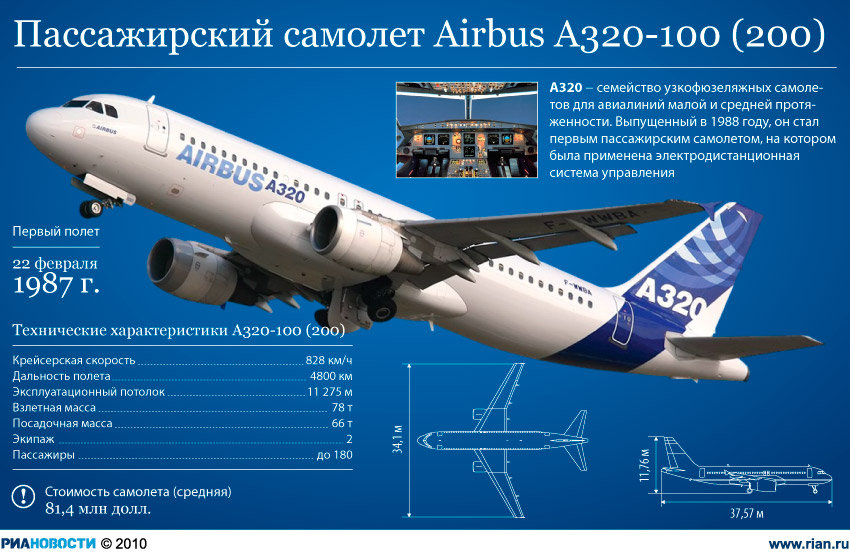 Пассажирский самолет Airbus A320-100 (200)
A320 – семейство узкофюзеляжных самоле-
тов для авиалиний малой и средней протя-
женности. Выпущенный в 1988 году, он стал
первым пассажирским самолетом, на котором
была применена электродистанционная
система управления
AIRBUS
AIRBUS A320
F-WWBA
F-WWBA
A320
Первый полет
22 февраля
1987 г.
Технические характеристики A320-100 (200)
Крейсерская скорость 828 км/ч
Дальность полета 4800 км
Эксплуатационный потолок 11 275 м
Взлетная масса 78 т
Посадочная масса 66 т
Экипаж 2
Пассажиры до 180
Стоимость самолета (средняя)
81,4 млн долл.
34,1 м
11,76 м
37,57 м
РИАНОВОСТИ © 2010
www.rian.ru